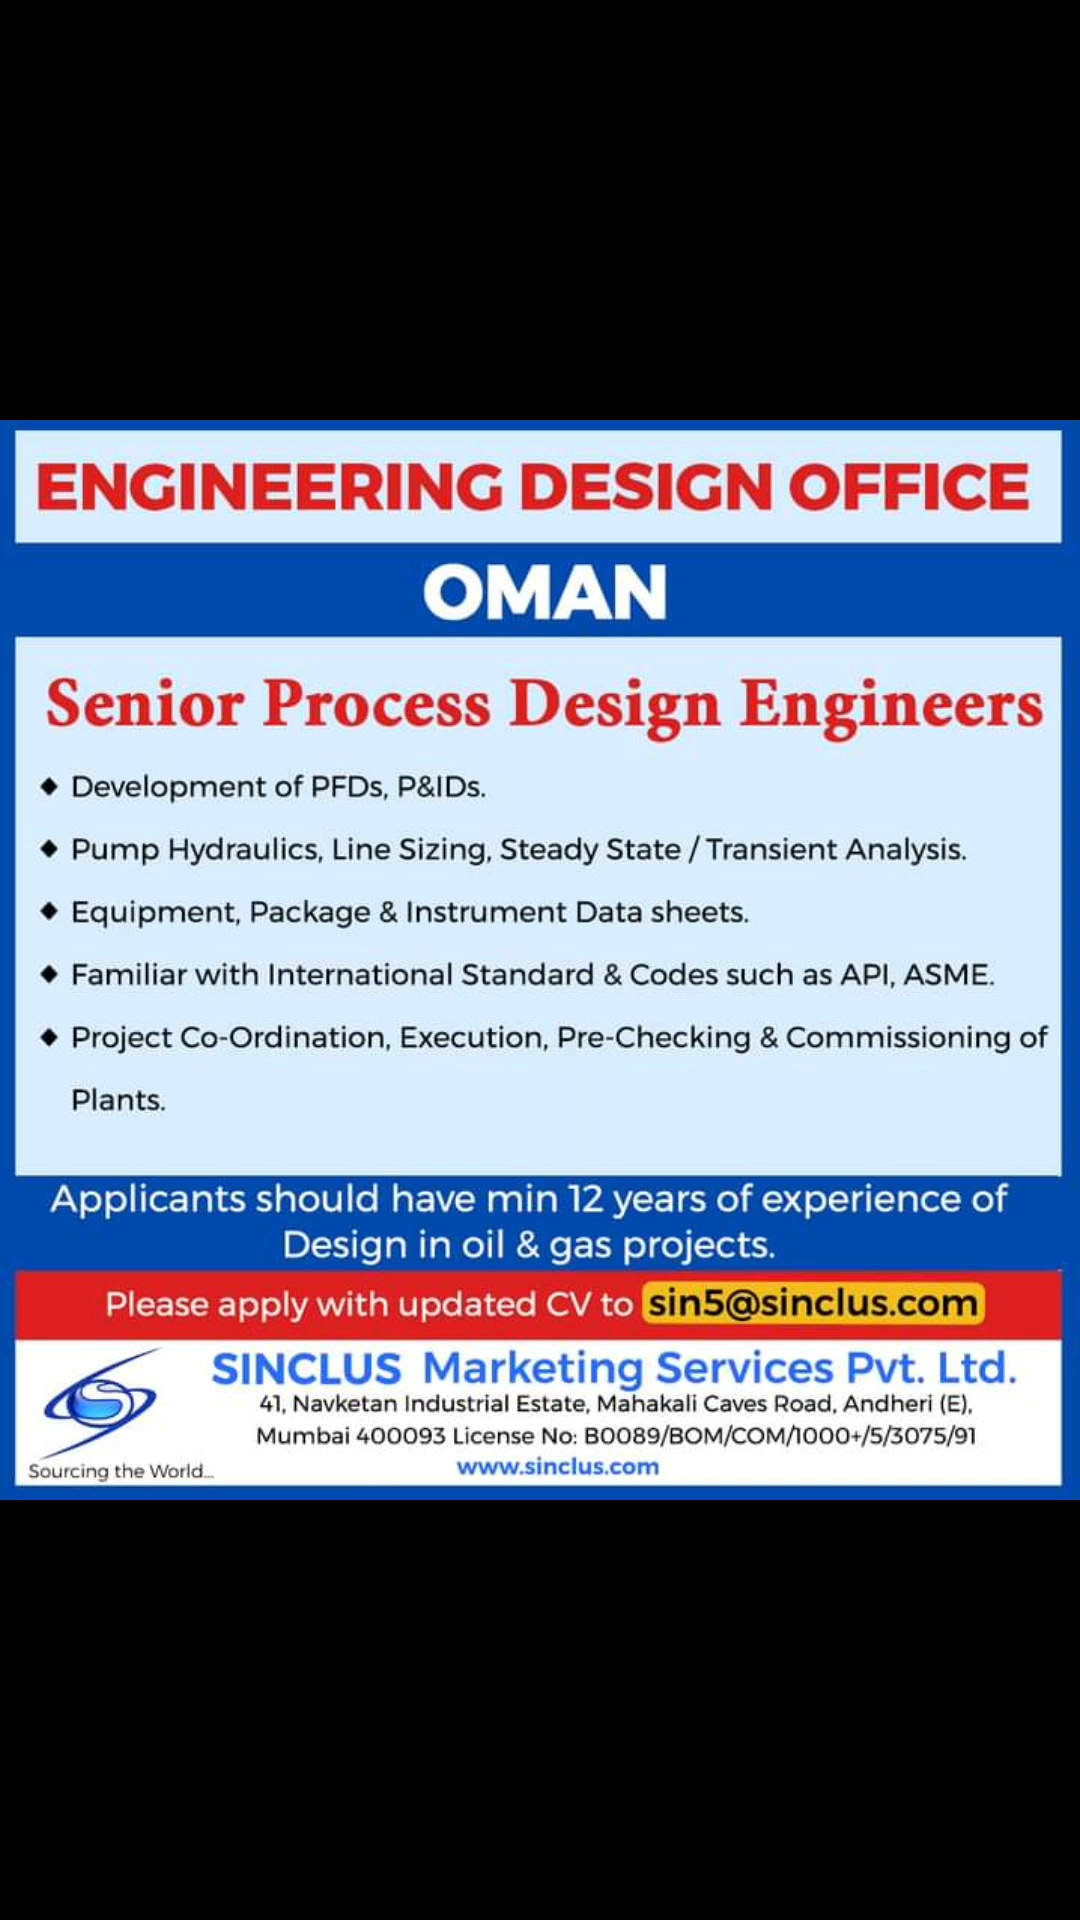 ENGINEERING DESIGN OFFICE
OMAN
Senior Process Design Engineers
◆ Development of PFDs, P&IDs.
◆ Pump Hydraulics, Line Sizing, Steady State / Transient Analysis.
◆ Equipment, Package & Instrument Data sheets.
◆ Familiar with International Standard & Codes such as API, ASME.
◆ Project Co-Ordination, Execution, Pre-Checking & Commissioning of
Plants.
Applicants should have min 12 years of experience of
Design in oil & gas projects.
Please apply with updated CV to sin5@sinclus.com
SINCLUS Marketing Services Pvt. Ltd.
41, Navketan Industrial Estate, Mahakali Caves Road, Andheri (E),
Mumbai 400093 License No: B0089/BOM/COM/1000+/5/3075/91
www.sinclus.com
Sourcing the World...